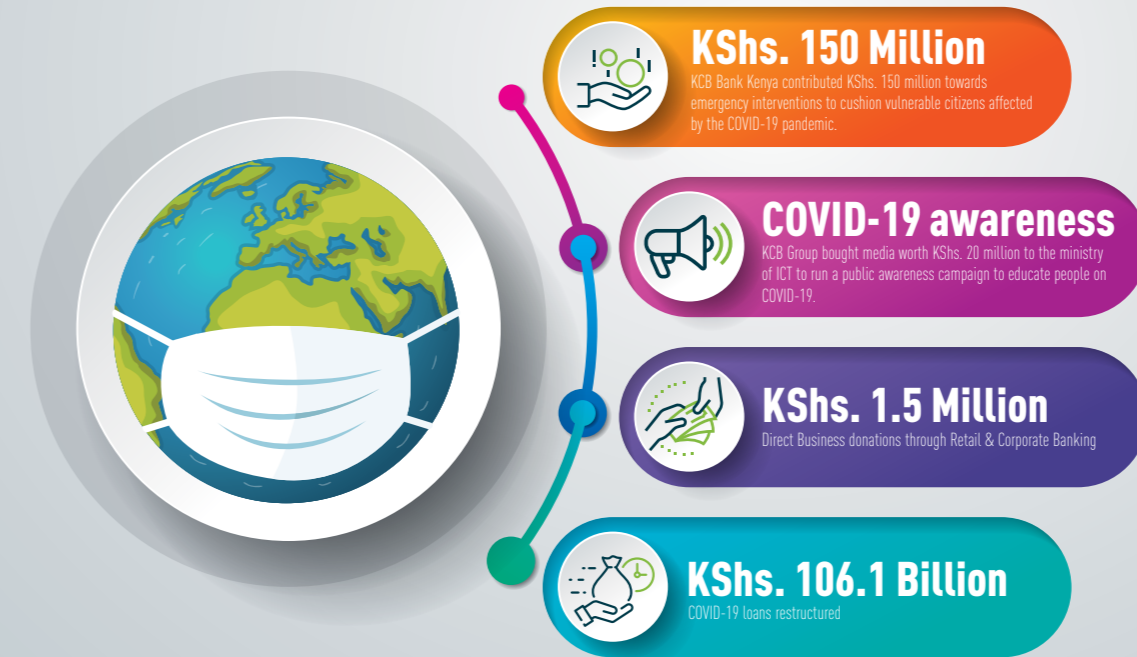 KShs. 150 Million
KCB Bank Kenya contributed KShs. 150 million towards
emergency interventions to cushion vulnerable citizens affected
by the COVID-19 pandemic.
COVID-19 awareness
KCB Group bought media worth KShs. 20 million to the ministry
of ICT to run a public awareness campaign to educate people on
COVID-19.
KShs. 1.5 Million
Direct Business donations through Retail & Corporate Banking
KShs. 106.1 Billion
COVID-19 loans restructured